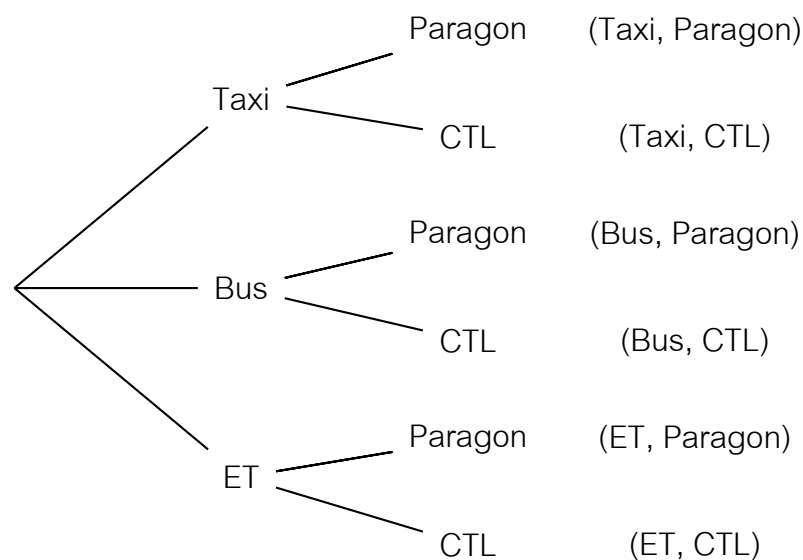 Paragon (Taxi, Paragon)
Taxi
CTL (Taxi, CTL)
Paragon (Bus, Paragon)
Bus
CTL (Bus, CTL)
Paragon (ET, Paragon)
ET
CTL (ET, CTL)